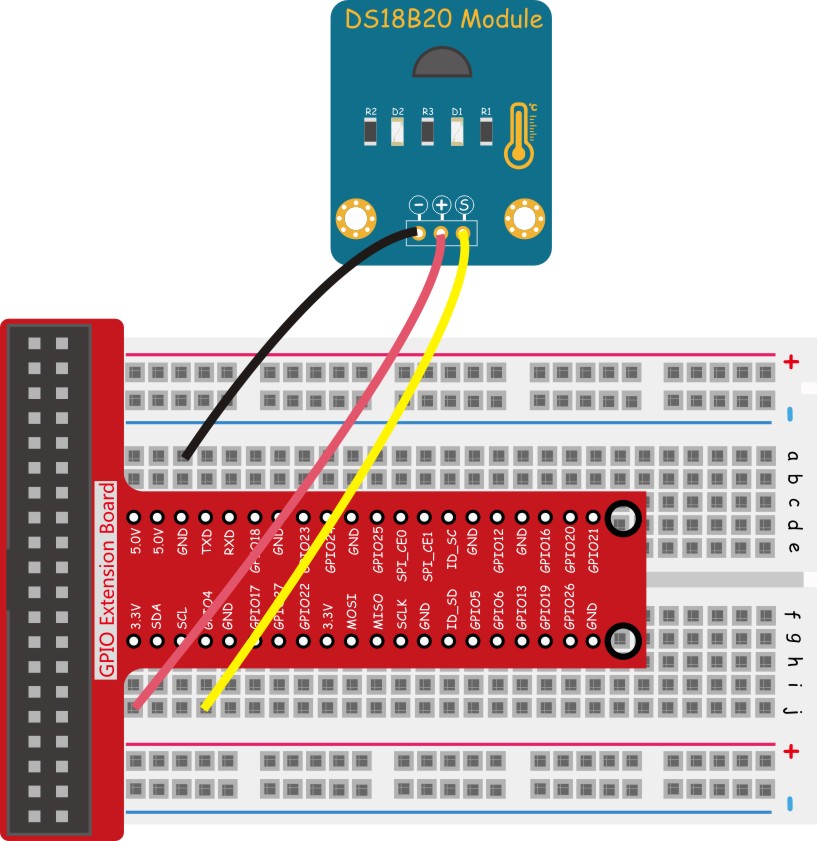 DS18B20 Module
R2 D2 R3 D1 R1
°C
- + S
+
-
a
b
c
d
e
GPIO Extension Board
5.0V 5.0V GND TXD RXD GPIO18 GND GPIO23 GND GPIO25 SPI_CE0 SPI_CE1 ID_SC GND GPIO12 GND GPIO16 GPIO20 GPIO21
3.3V SDA SCL GPIO4 GND GPIO17 GPIO27 GPIO22 3.3V MOSI MISO SCLK GND ID_SD GPIO5 GPIO6 GPIO13 GPIO19 GPIO26 GND
f
g
h
i
j
+
-